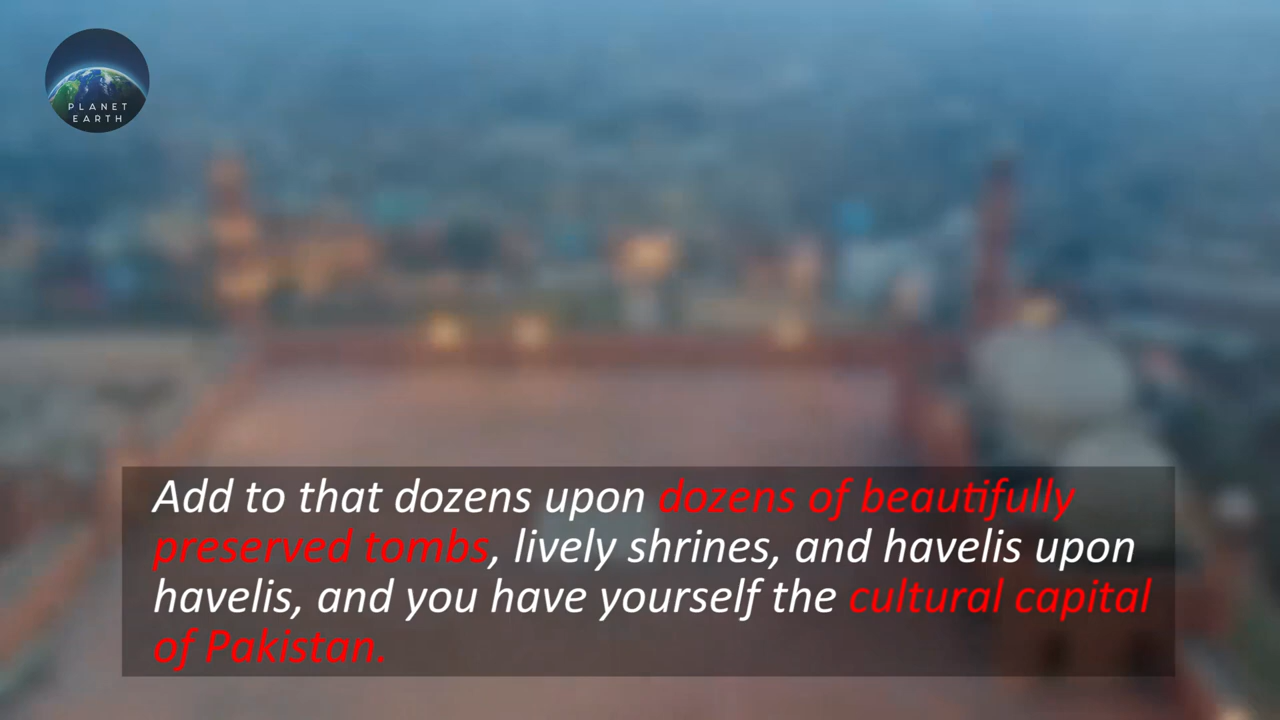 PLANET
EARTH
Add to that dozens upon dozens of beautifully
preserved tombs, lively shrines, and havelis upon
havelis, and you have yourself the cultural capital
of Pakistan.